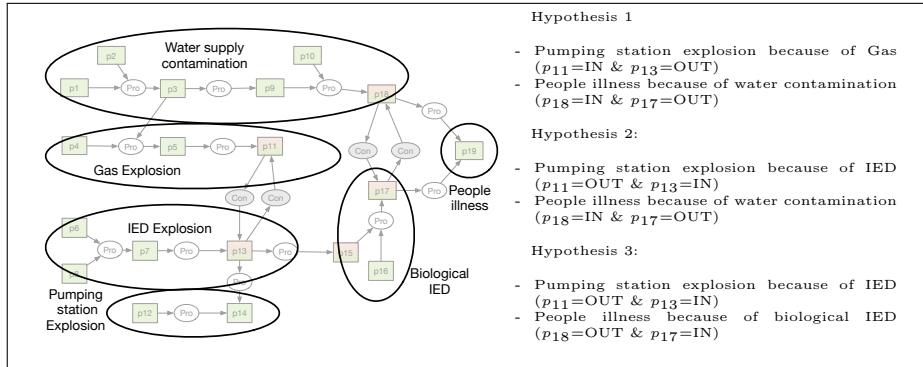 Water supply
contamination
p2
p10
p1
Pro
p3
Pro
p9
Pro
p18
Pro
Pro
p4
Pro
p5
Pro
p11
Con
Con
p19
Gas Explosion
p17
People
illness
Con
Con
Pro
p6
IED Explosion
Pro
p7
Pro
p13
Pro
p15
Pro
p16
p8
Pro
Biological
IED
Pumping
station
Explosion
p12
Pro
p14
Hypothesis 1
- Pumping station explosion because of Gas
(p11=IN & p13=OUT)
- People illness because of water contamination
(p18=IN & p17=OUT)
Hypothesis 2:
- Pumping station explosion because of IED
(p11=OUT & p13=IN)
- People illness because of water contamination
(p18=IN & p17=OUT)
Hypothesis 3:
- Pumping station explosion because of IED
(p11=OUT & p13=IN)
- People illness because of biological IED
(p18=OUT & p17=IN)